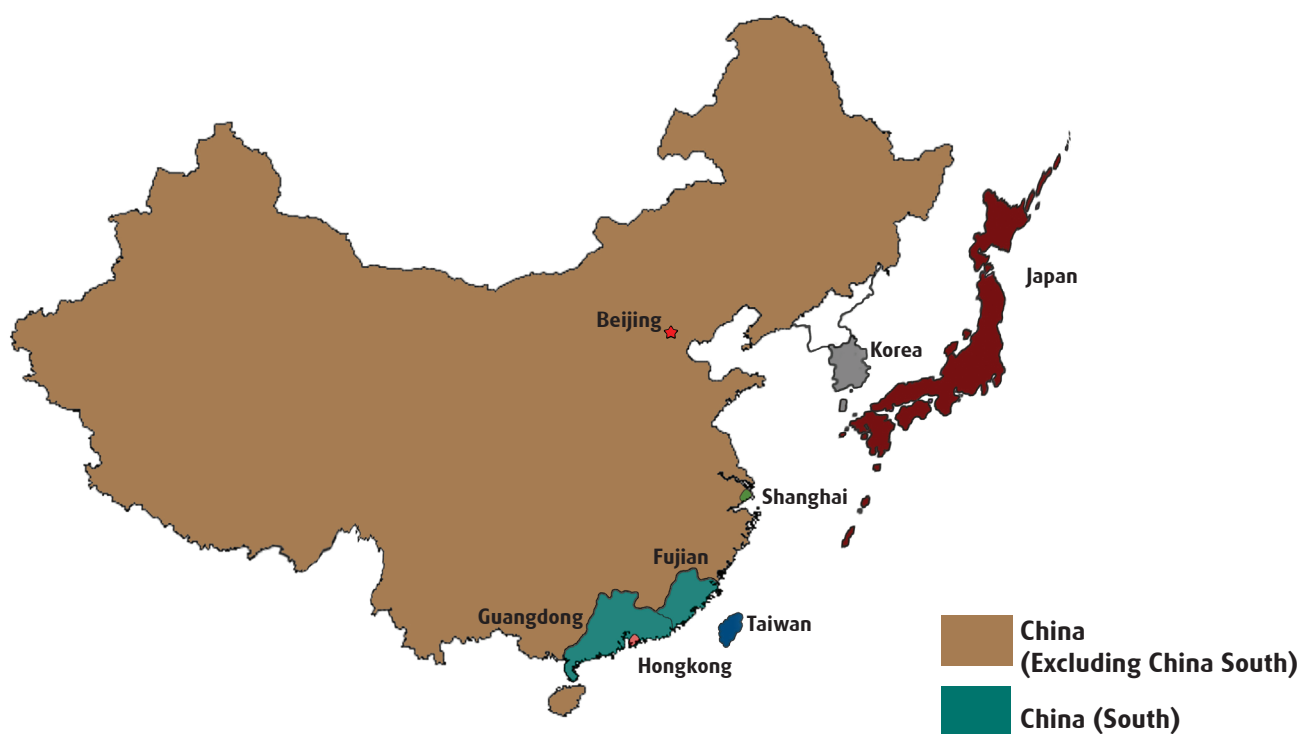 Japan
Beijing
Korea
Shanghai
Fujian
Guangdong
Taiwan
Hongkong
China
(Excluding China South)
China (South)